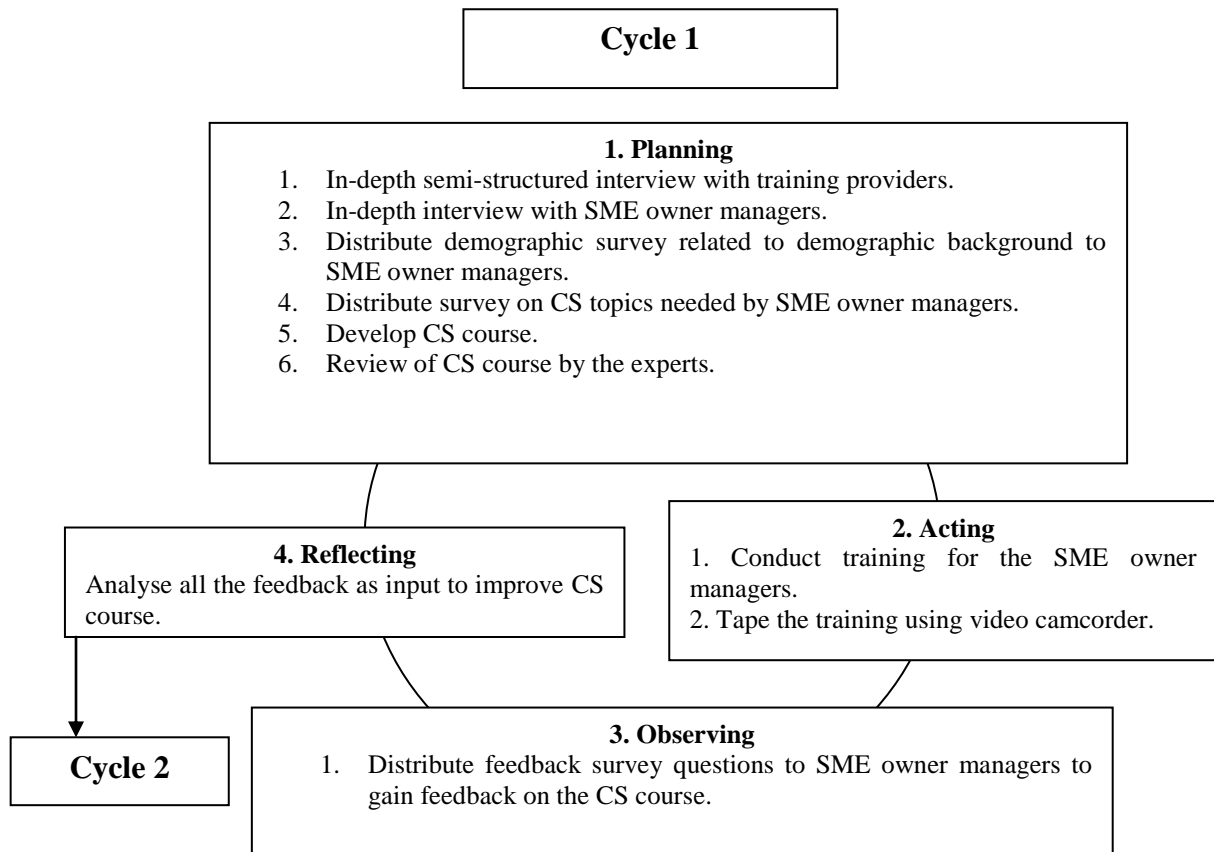 Cycle 1
1. Planning
1. In-depth semi-structured interview with training providers.
2. In-depth interview with SME owner managers.
3. Distribute demographic survey related to demographic background to
SME owner managers.
4. Distribute survey on CS topics needed by SME owner managers.
5. Develop CS course.
6. Review of CS course by the experts.
2. Acting
1. Conduct training for the SME owner
managers.
2. Tape the training using video camcorder.
3. Observing
1. Distribute feedback survey questions to SME owner managers to
gain feedback on the CS course.
4. Reflecting
Analyse all the feedback as input to improve CS
course.
Cycle 2